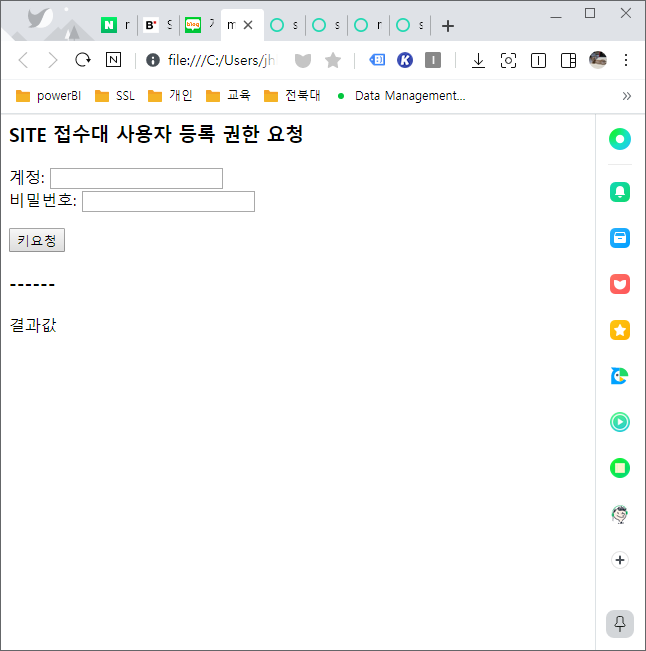 file:///C:/Users/jh
powerBI SSL 개인 교육 전북대 Data Management...
SITE 접수대 사용자 등록 권한 요청
계정:
비밀번호:
키요청
------
결과값